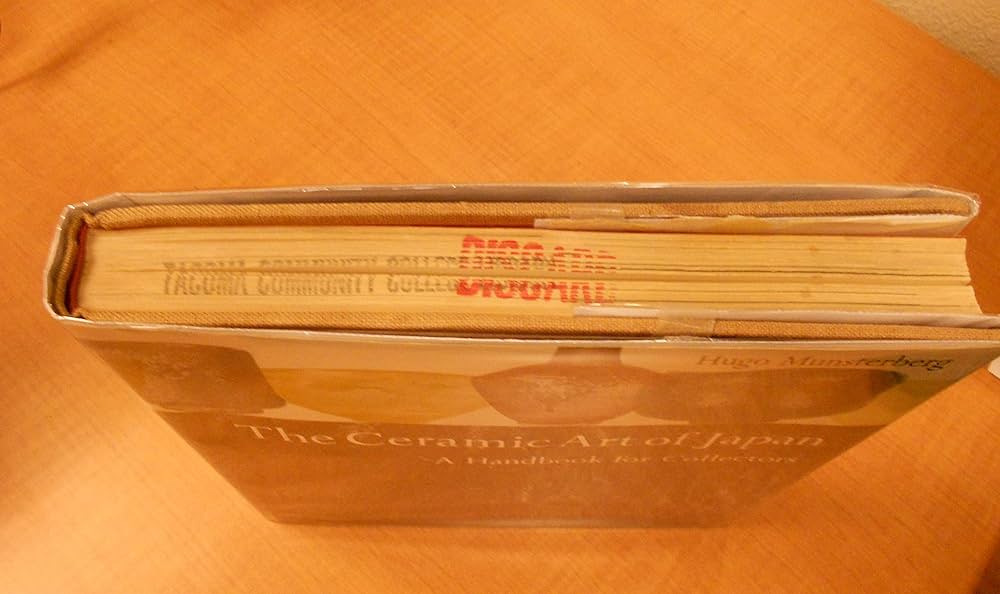 TACOMA COMMUNITY COLLEGE
DISCARD
DISCARD
Hugo Munsterberg
The Ceramic Art of Japan
A Handbook for Collectors